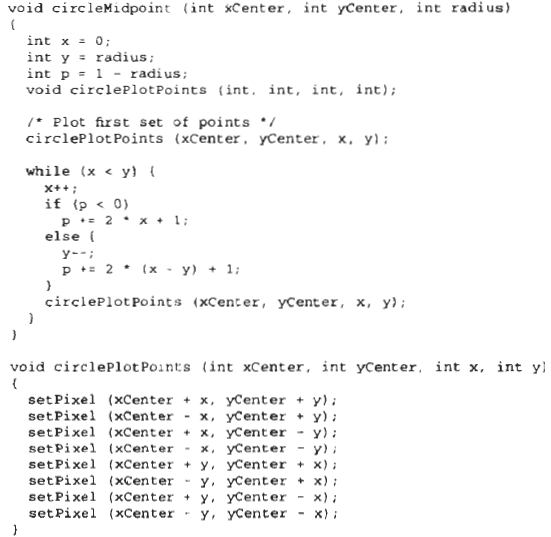 void circleMidpoint (int xCenter, int yCenter, int radius)
{
  int x = 0;
  int y = radius;
  int p = 1 - radius;
  void circlePlotPoints (int, int, int, int);
  /* Plot first set of points */
  circlePlotPoints (xCenter, yCenter, x, y);
  while (x < y) {
    x++;
    if (p < 0)
      p += 2 * x + 1;
    else {
      y--;
      p += 2 * (x - y) + 1;
    }
    circlePlotPoints (xCenter, yCenter, x, y);
  }
}
void circlePlotPoints (int xCenter, int yCenter, int x, int y)
{
  setPixel (xCenter + x, yCenter + y);
  setPixel (xCenter - x, yCenter + y);
  setPixel (xCenter + x, yCenter - y);
  setPixel (xCenter - x, yCenter - y);
  setPixel (xCenter + y, yCenter + x);
  setPixel (xCenter - y, yCenter + x);
  setPixel (xCenter + y, yCenter - x);
  setPixel (xCenter - y, yCenter - x);
}